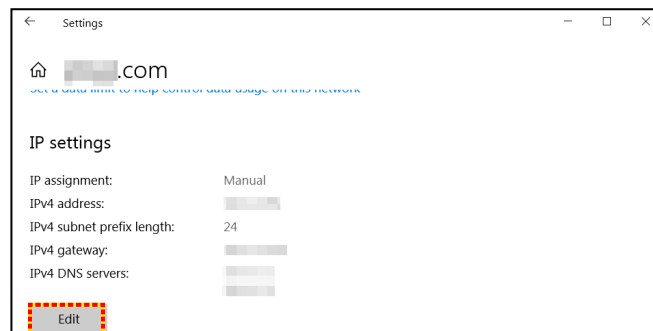 Settings
.com
Set a data limit to help control data usage on this network
IP settings
IP assignment: Manual
IPv4 address:
IPv4 subnet prefix length: 24
IPv4 gateway:
IPv4 DNS servers:
Edit